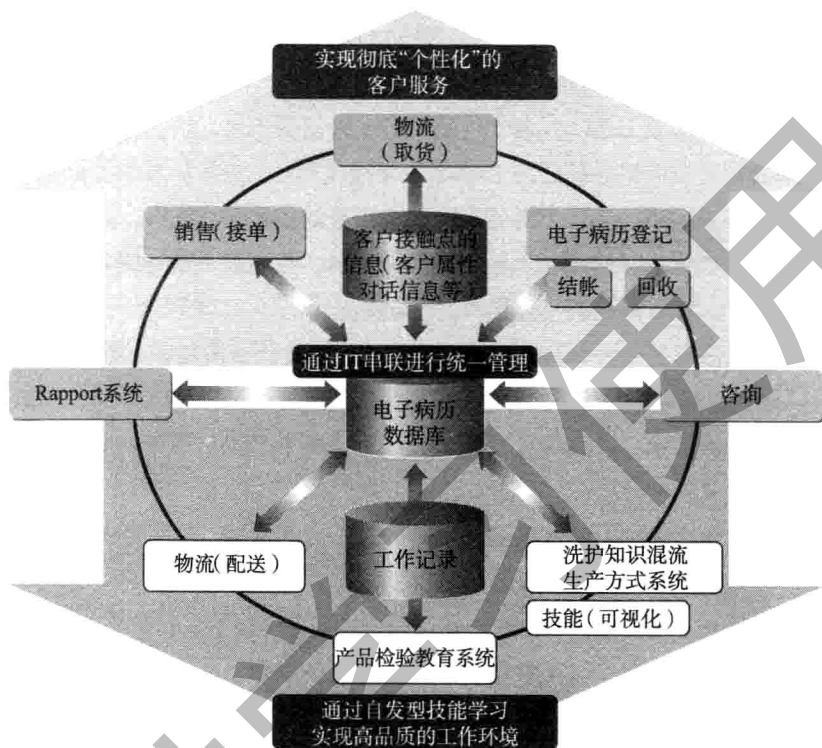 实现彻底“个性化”的
客户服务
物流
(取货)
销售(接单)
客户接触点的
信息(客户属性
对话信息等)
电子病历登记
结帐
回收
通过IT串联进行统一管理
Rapport系统
电子病历
数据库
咨询
物流(配送)
工作记录
洗护知识混流
生产方式系统
技能(可视化)
产品检验教育系统
通过自发型技能学习
实现高品质的工作环境